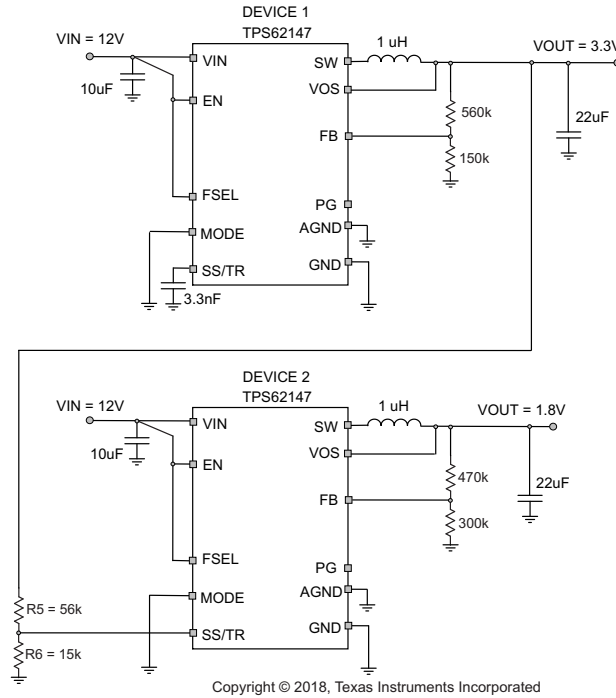 DEVICE 1
TPS62147
VIN = 12V
10uF
VIN
EN
FSEL
MODE
SS/TR
3.3nF
SW
VOS
FB
PG
AGND
GND
1 uH
560k
150k
VOUT = 3.3V
22uF
DEVICE 2
TPS62147
VIN = 12V
10uF
VIN
EN
FSEL
MODE
SS/TR
SW
VOS
FB
PG
AGND
GND
1 uH
470k
300k
VOUT = 1.8V
22uF
R5 = 56k
R6 = 15k
Copyright © 2018, Texas Instruments Incorporated